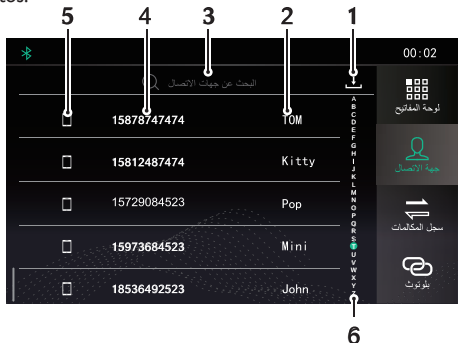 tos.
5 4 3 2 1
00:02
البحث عن جهات الاتصال
15878747474 TOM
15812487474 Kitty
15729084523 Pop
15973684523 Mini
18536492523 John
A
B
C
D
E
F
G
H
I
J
K
L
M
N
O
P
Q
R
S
T
U
V
W
X
Y
Z
لوحة المفاتيح
جهة الاتصال
سجل المكالمات
بلوتوث
6